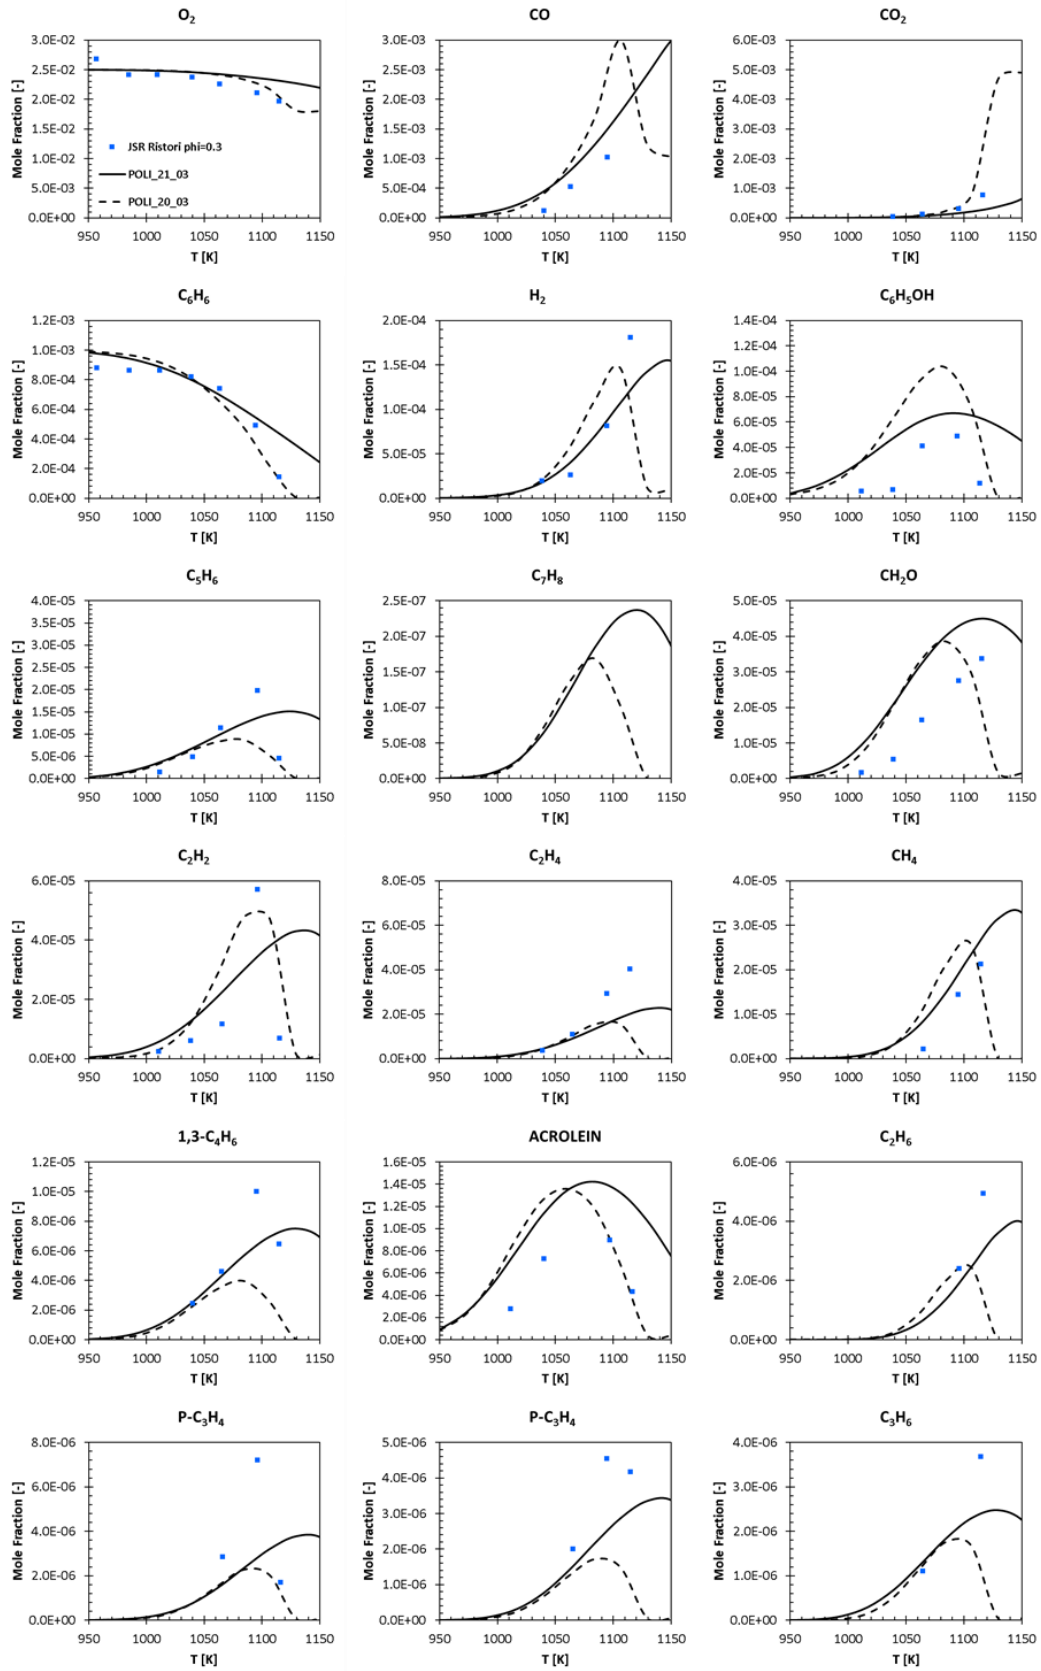 O2
CO
CO2
3.0E-02
2.5E-02
2.0E-02
1.5E-02
1.0E-02
5.0E-03
0.0E+00
Mole Fraction [-]
JSR Ristori phi=0.3
POLI_21_03
POLI_20_03
950 1000 1050 1100 1150
T [K]
3.0E-03
2.5E-03
2.0E-03
1.5E-03
1.0E-03
5.0E-04
0.0E+00
Mole Fraction [-]
950 1000 1050 1100 1150
T [K]
6.0E-03
5.0E-03
4.0E-03
3.0E-03
2.0E-03
1.0E-03
0.0E+00
Mole Fraction [-]
950 1000 1050 1100 1150
T [K]
C6H6
H2
C6H5OH
1.2E-03
1.0E-03
8.0E-04
6.0E-04
4.0E-04
2.0E-04
0.0E+00
Mole Fraction [-]
950 1000 1050 1100 1150
T [K]
2.0E-04
1.5E-04
1.0E-04
5.0E-05
0.0E+00
Mole Fraction [-]
950 1000 1050 1100 1150
T [K]
1.4E-04
1.2E-04
1.0E-04
8.0E-05
6.0E-05
4.0E-05
2.0E-05
0.0E+00
Mole Fraction [-]
950 1000 1050 1100 1150
T [K]
C5H6
C7H8
CH2O
4.0E-05
3.5E-05
3.0E-05
2.5E-05
2.0E-05
1.5E-05
1.0E-05
5.0E-06
0.0E+00
Mole Fraction [-]
950 1000 1050 1100 1150
T [K]
2.5E-07
2.0E-07
1.5E-07
1.0E-07
5.0E-08
0.0E+00
Mole Fraction [-]
950 1000 1050 1100 1150
T [K]
5.0E-05
4.0E-05
3.0E-05
2.0E-05
1.0E-05
0.0E+00
Mole Fraction [-]
950 1000 1050 1100 1150
T [K]
C2H2
C2H4
CH4
6.0E-05
4.0E-05
2.0E-05
0.0E+00
Mole Fraction [-]
950 1000 1050 1100 1150
T [K]
8.0E-05
6.0E-05
4.0E-05
2.0E-05
0.0E+00
Mole Fraction [-]
950 1000 1050 1100 1150
T [K]
4.0E-05
3.0E-05
2.0E-05
1.0E-05
0.0E+00
Mole Fraction [-]
950 1000 1050 1100 1150
T [K]
1,3-C4H6
ACROLEIN
C2H6
1.2E-05
1.0E-05
8.0E-06
6.0E-06
4.0E-06
2.0E-06
0.0E+00
Mole Fraction [-]
950 1000 1050 1100 1150
T [K]
1.6E-05
1.4E-05
1.2E-05
1.0E-05
8.0E-06
6.0E-06
4.0E-06
2.0E-06
0.0E+00
Mole Fraction [-]
950 1000 1050 1100 1150
T [K]
6.0E-06
4.0E-06
2.0E-06
0.0E+00
Mole Fraction [-]
950 1000 1050 1100 1150
T [K]
P-C3H4
P-C3H4
C3H6
8.0E-06
6.0E-06
4.0E-06
2.0E-06
0.0E+00
Mole Fraction [-]
950 1000 1050 1100 1150
T [K]
5.0E-06
4.0E-06
3.0E-06
2.0E-06
1.0E-06
0.0E+00
Mole Fraction [-]
950 1000 1050 1100 1150
T [K]
4.0E-06
3.0E-06
2.0E-06
1.0E-06
0.0E+00
Mole Fraction [-]
950 1000 1050 1100 1150
T [K]